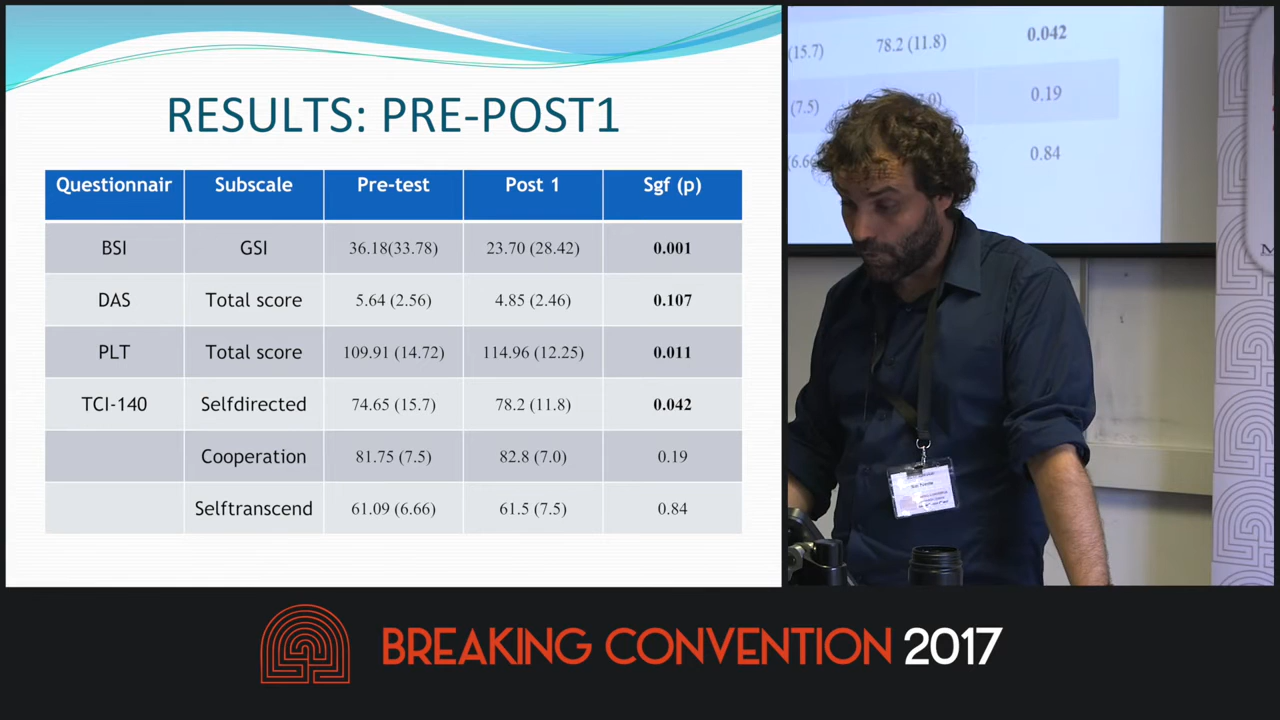 RESULTS: PRE-POST1
Questionnair Subscale Pre-test Post 1 Sgf (p)
BSI GSI 36.18(33.78) 23.70 (28.42) 0.001
DAS Total score 5.64 (2.56) 4.85 (2.46) 0.107
PLT Total score 109.91 (14.72) 114.96 (12.25) 0.011
TCI-140 Selfdirected 74.65 (15.7) 78.2 (11.8) 0.042
Cooperation 81.75 (7.5) 82.8 (7.0) 0.19
Selftranscend 61.09 (6.66) 61.5 (7.5) 0.84
(15.7) 78.2 (11.8) 0.042
(7.5) 0.19
0.84
BREAKING CONVENTION 2017